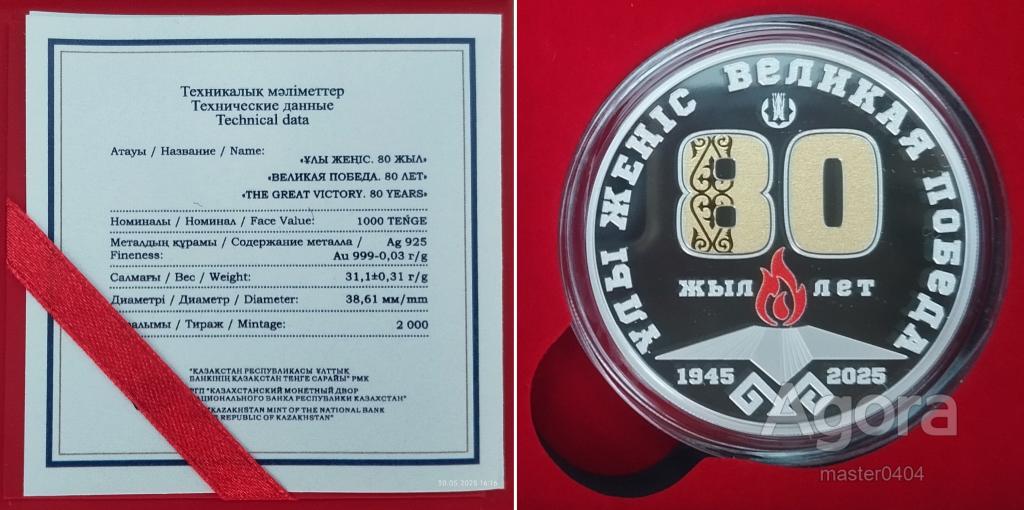 Техникалық мәліметтер
Технические данные
Technical data
Атауы / Название / Name:
«ҰЛЫ ЖЕҢІС. 80 ЖЫЛ»
«ВЕЛИКАЯ ПОБЕДА. 80 ЛЕТ»
«THE GREAT VICTORY. 80 YEARS»
Номиналы / Номинал / Face Value: 1000 TEŃGE
Металдың құрамы / Содержание металла / Ag 925
Fineness: Au 999-0,03 г/g
Салмағы / Вес / Weight: 31,1±0,31 г/g
Диаметрі / Диаметр / Diameter: 38,61 мм/mm
/ Тираж / Mintage: 2 000
"ҚАЗАҚСТАН РЕСПУБЛИКАСЫ ҰЛТТЫҚ
БАНКІНІҢ ҚАЗАҚСТАН ТЕҢГЕ САРАЙЫ" РМК
РГП "КАЗАХСТАНСКИЙ МОНЕТНЫЙ ДВОР
НАЦИОНАЛЬНОГО БАНКА РЕСПУБЛИКИ КАЗАХСТАН"
"KAZAKHSTAN MINT OF THE NATIONAL BANK
REPUBLIC OF KAZAKHSTAN"
30.05.2025 16:16
ҰЛЫ ЖЕҢІС ВЕЛИКАЯ ПОБЕДА
80
ЖЫЛ ЛЕТ
1945 2025
Agora
master0404